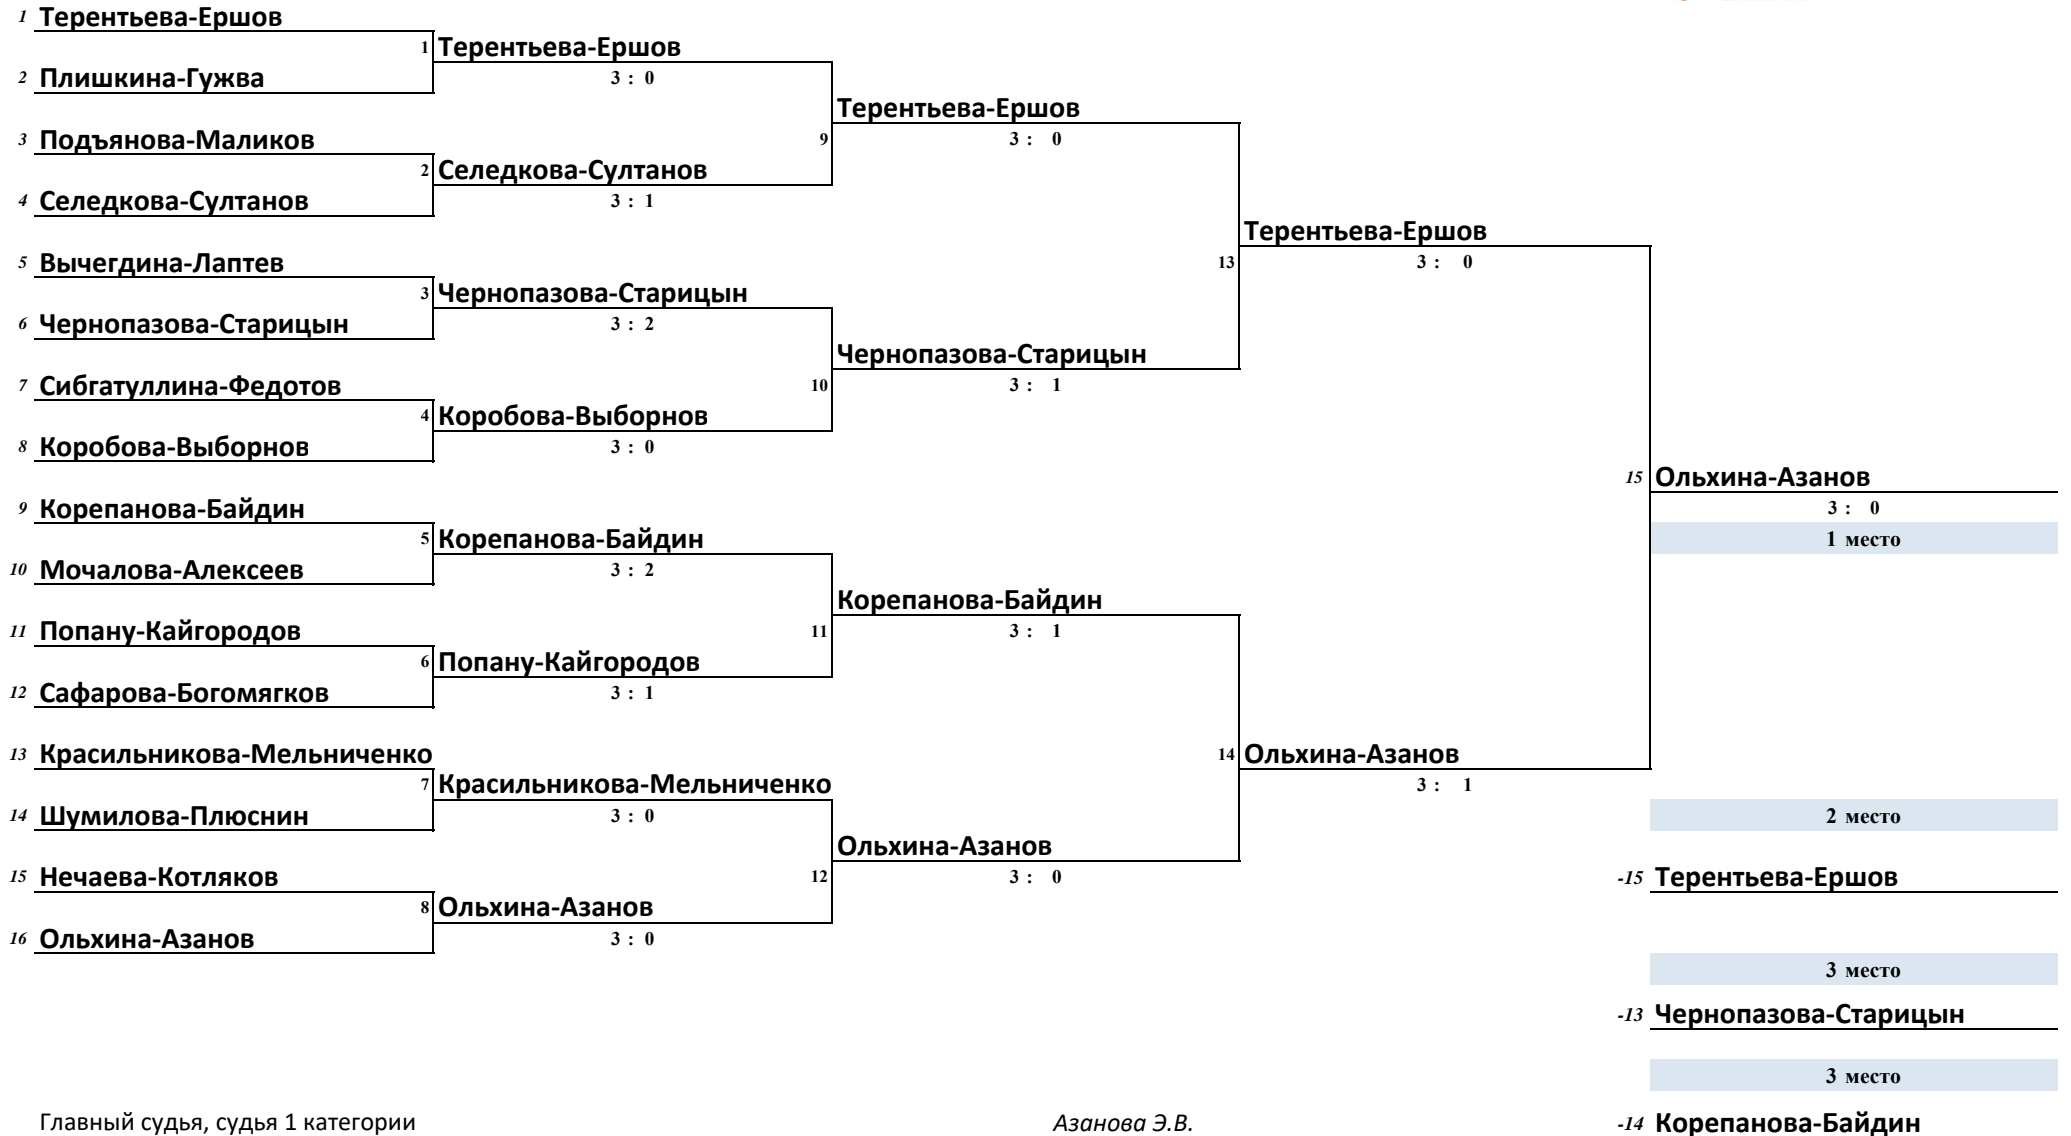 1 Терентьева-Ершов
1 Терентьева-Ершов
2 Плишкина-Гужва
3 : 0
Терентьева-Ершов
3 Подъянова-Маликов
9
3 : 0
2 Селедкова-Султанов
4 Селедкова-Султанов
3 : 1
Терентьева-Ершов
5 Вычегдина-Лаптев
13
3 : 0
3 Чернопазова-Старицын
6 Чернопазова-Старицын
3 : 2
Чернопазова-Старицын
7 Сибгатуллина-Федотов
10
3 : 1
4 Коробова-Выборнов
8 Коробова-Выборнов
3 : 0
15 Ольхина-Азанов
9 Корепанова-Байдин
3 : 0
5 Корепанова-Байдин
1 место
10 Мочалова-Алексеев
3 : 2
Корепанова-Байдин
11 Попану-Кайгородов
11
3 : 1
6 Попану-Кайгородов
12 Сафарова-Богомягков
3 : 1
13 Красильникова-Мельниченко
14 Ольхина-Азанов
7 Красильникова-Мельниченко
3 : 1
14 Шумилова-Плюснин
3 : 0
2 место
Ольхина-Азанов
15 Нечаева-Котляков
12
3 : 0
-15 Терентьева-Ершов
8 Ольхина-Азанов
16 Ольхина-Азанов
3 : 0
3 место
-13 Чернопазова-Старицын
3 место
Главный судья, судья 1 категории
Азанова Э.В.
-14 Корепанова-Байдин